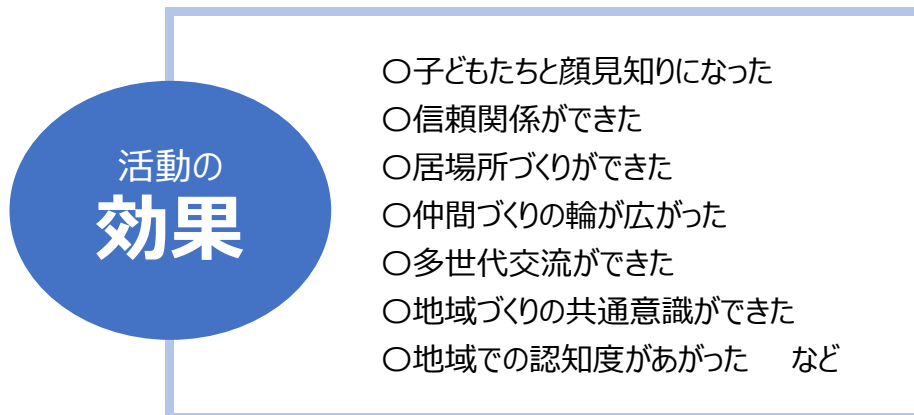 活動の
効果
〇子どもたちと顔見知りになった
〇信頼関係ができた
〇居場所づくりができた
〇仲間づくりの輪が広がった
〇多世代交流ができた
〇地域づくりの共通意識ができた
〇地域での認知度があがった　など